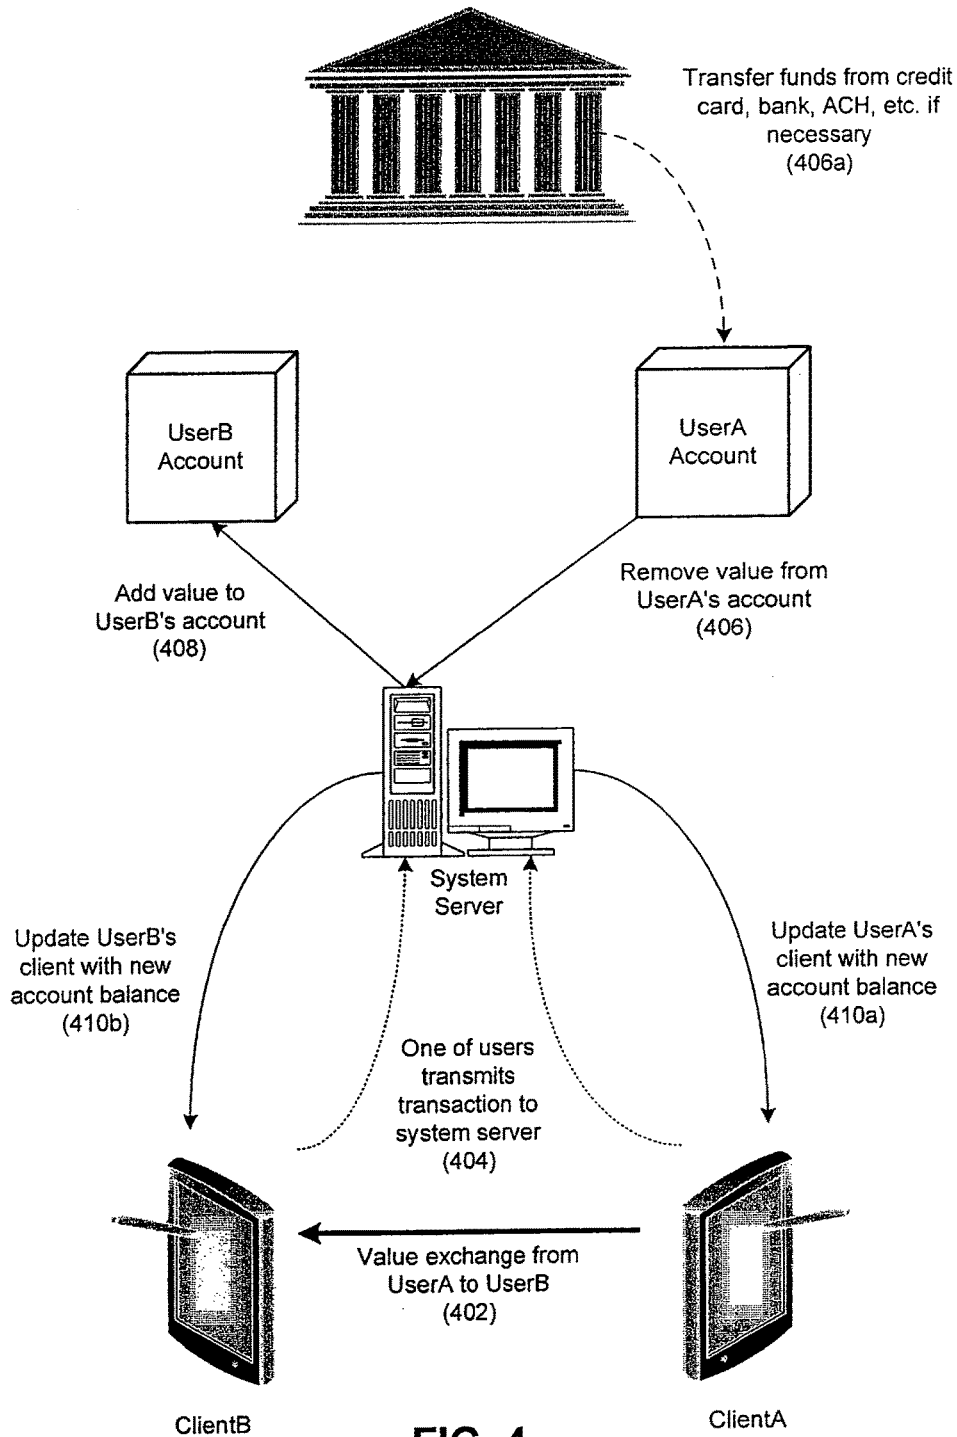 Transfer funds from credit
card, bank, ACH, etc. if
necessary
(406a)
UserB
Account
UserA
Account
Add value to
UserB's account
(408)
Remove value from
UserA's account
(406)
System
Server
Update UserB's
client with new
account balance
(410b)
Update UserA's
client with new
account balance
(410a)
One of users
transmits
transaction to
system server
(404)
Value exchange from
UserA to UserB
(402)
ClientB
ClientA
FIG. 4